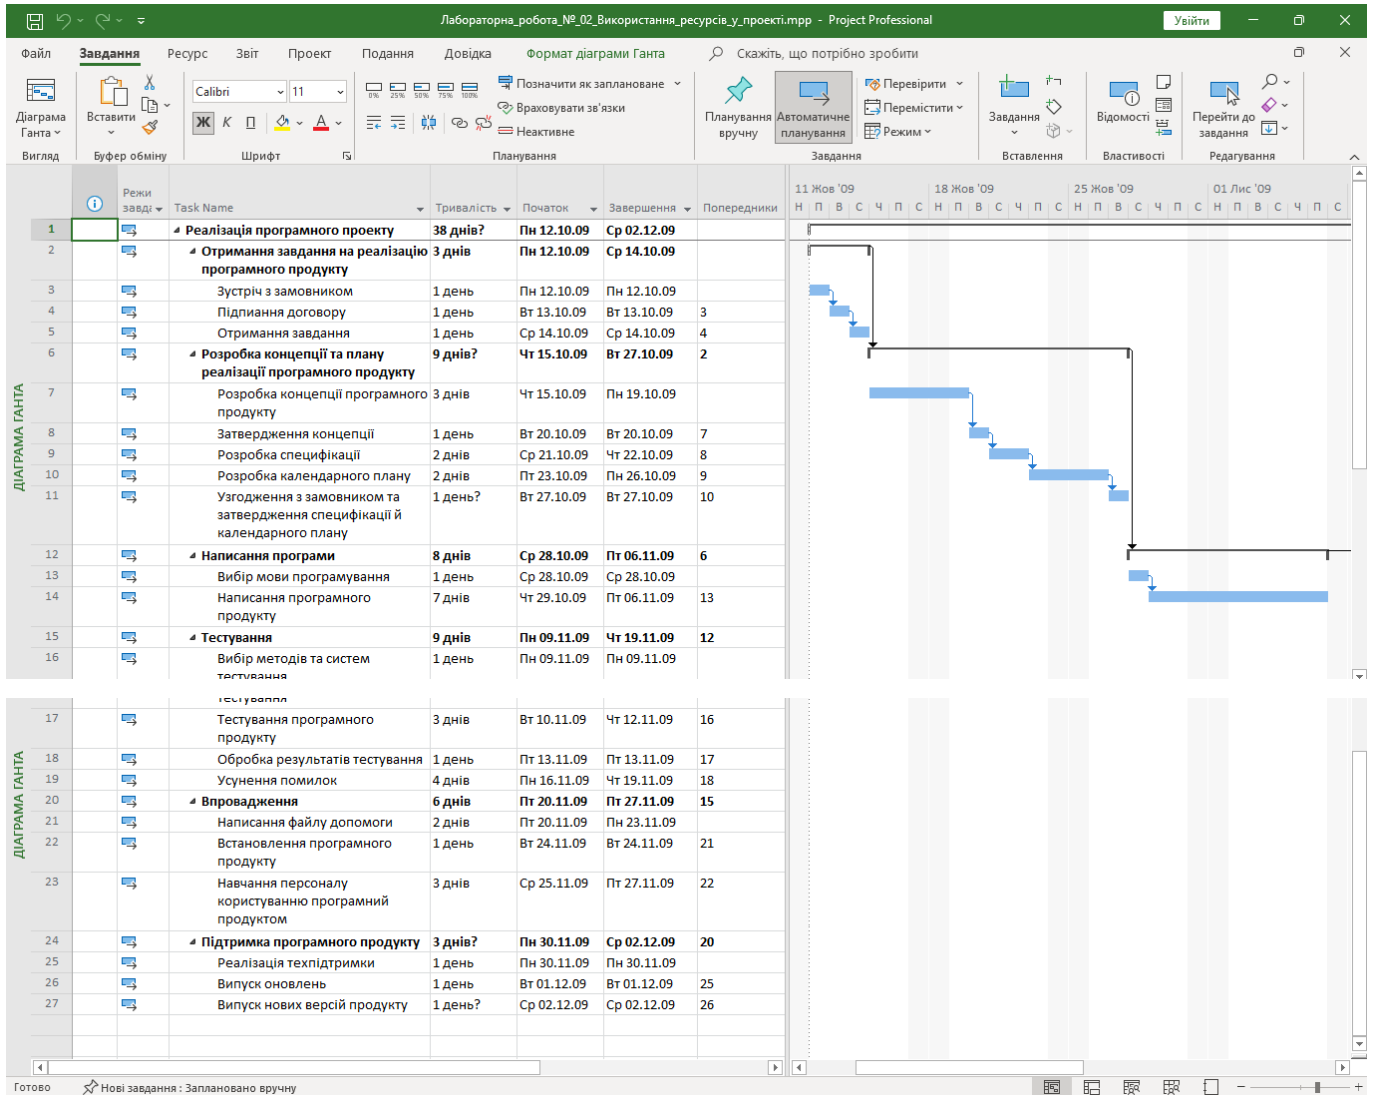 Лабораторна_робота_№_02_Використання_ресурсів_у_проекті.mpp - Project Professional
Увійти
Файл Завдання Ресурс Звіт Проект Подання Довідка Формат діаграми Ганта Скажіть, що потрібно зробити
Діаграма Ганта
Вставити
Calibri 11
Ж К П А
0% 25% 50% 75% 100%
Позначити як заплановане
Враховувати зв'язки
Неактивне
Планування вручну
Автоматичне планування
Перевірити
Перемістити
Режим
Завдання
Відомості
Перейти до завдання
Вигляд Буфер обміну Шрифт Планування Завдання Вставлення Властивості Редагування
Режи завда Task Name Тривалість Початок Завершення Попередники
11 Жов '09 18 Жов '09 25 Жов '09 01 Лис '09
Н П В С Ч П С Н П В С Ч П С Н П В С Ч П С Н П В С Ч П С
ДІАГРАМА ГАНТА
1 Реалізація програмного проекту 38 днів? Пн 12.10.09 Ср 02.12.09
2 Отримання завдання на реалізацію 3 днів Пн 12.10.09 Ср 14.10.09
програмного продукту
3 Зустріч з замовником 1 день Пн 12.10.09 Пн 12.10.09
4 Підпиання договору 1 день Вт 13.10.09 Вт 13.10.09 3
5 Отримання завдання 1 день Ср 14.10.09 Ср 14.10.09 4
6 Розробка концепції та плану 9 днів? Чт 15.10.09 Вт 27.10.09 2
реалізації програмного продукту
7 Розробка концепції програмного 3 днів Чт 15.10.09 Пн 19.10.09
продукту
8 Затвердження концепції 1 день Вт 20.10.09 Вт 20.10.09 7
9 Розробка специфікації 2 днів Ср 21.10.09 Чт 22.10.09 8
10 Розробка календарного плану 2 днів Пт 23.10.09 Пн 26.10.09 9
11 Узгодження з замовником та 1 день? Вт 27.10.09 Вт 27.10.09 10
затвердження специфікації й
календарного плану
12 Написання програми 8 днів Ср 28.10.09 Пт 06.11.09 6
13 Вибір мови програмування 1 день Ср 28.10.09 Ср 28.10.09
14 Написання програмного 7 днів Чт 29.10.09 Пт 06.11.09 13
продукту
15 Тестування 9 днів Пн 09.11.09 Чт 19.11.09 12
16 Вибір методів та систем 1 день Пн 09.11.09 Пн 09.11.09
тестування
тестування
ДІАГРАМА ГАНТА
17 Тестування програмного 3 днів Вт 10.11.09 Чт 12.11.09 16
продукту
18 Обробка результатів тестування 1 день Пт 13.11.09 Пт 13.11.09 17
19 Усунення помилок 4 днів Пн 16.11.09 Чт 19.11.09 18
20 Впровадження 6 днів Пт 20.11.09 Пт 27.11.09 15
21 Написання файлу допомоги 2 днів Пт 20.11.09 Пн 23.11.09
22 Встановлення програмного 1 день Вт 24.11.09 Вт 24.11.09 21
продукту
23 Навчання персоналу 3 днів Ср 25.11.09 Пт 27.11.09 22
користуванню програмний
продуктом
24 Підтримка програмного продукту 3 днів? Пн 30.11.09 Ср 02.12.09 20
25 Реалізація техпідтримки 1 день Пн 30.11.09 Пн 30.11.09
26 Випуск оновлень 1 день Вт 01.12.09 Вт 01.12.09 25
27 Випуск нових версій продукту 1 день? Ср 02.12.09 Ср 02.12.09 26
Готово Нові завдання : Заплановано вручну